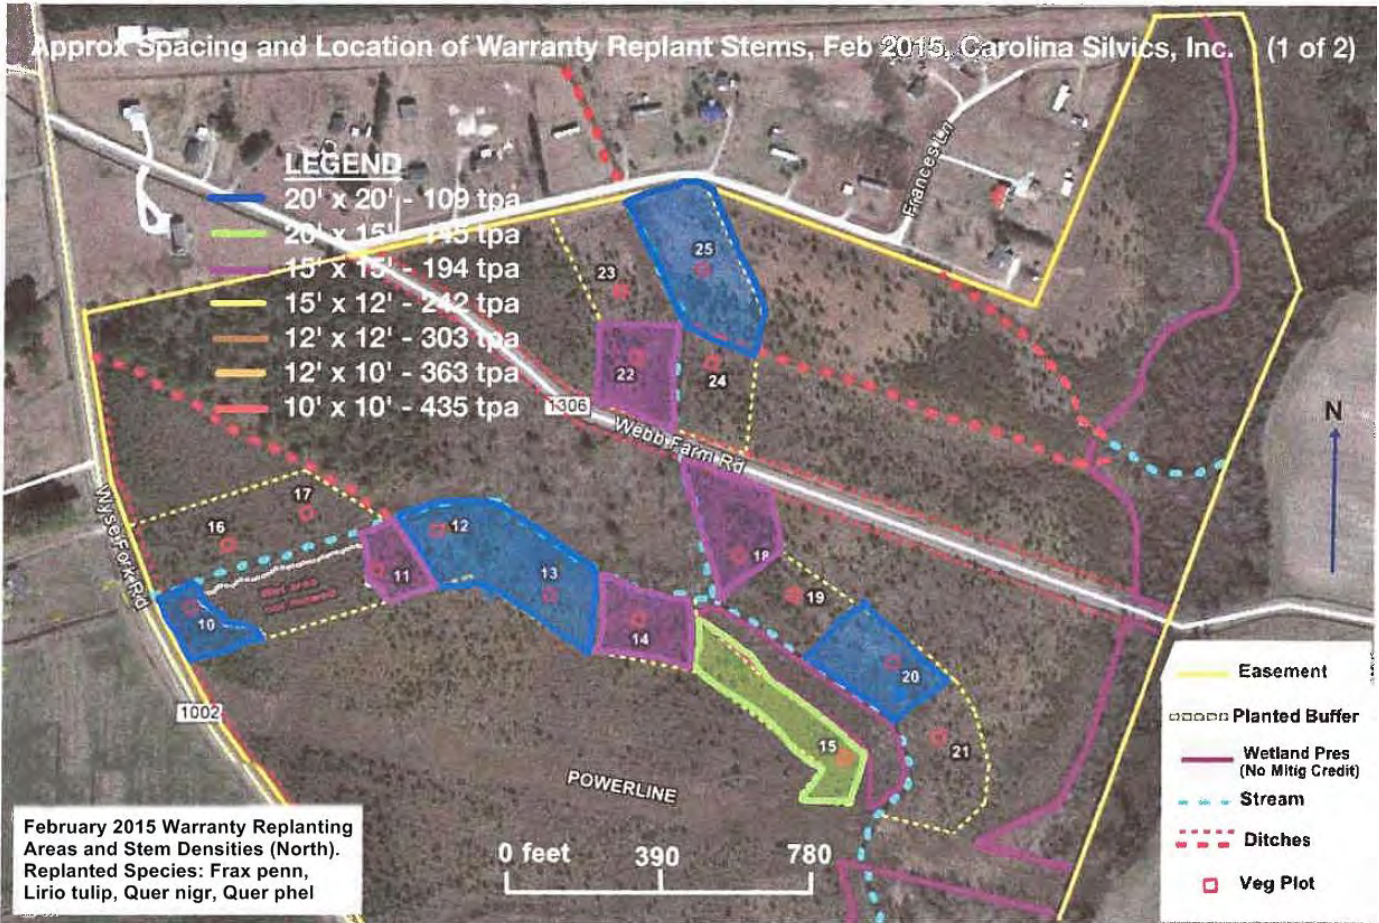 Approx Spacing and Location of Warranty Replant Stems, Feb 2015, Carolina Silvics, Inc. (1 of 2)
LEGEND
20' x 20' - 109 tpa
20' x 15' - 145 tpa
15' x 15' - 194 tpa
15' x 12' - 242 tpa
12' x 12' - 303 tpa
12' x 10' - 363 tpa
10' x 10' - 435 tpa
Frances Ln
25
23
22
24
1306
Webb Farm Rd
N
Wyse Fork Rd
17
16
12
18
11
13
19
10
14
20
1002
15
21
POWERLINE
0 feet 390 780
February 2015 Warranty Replanting
Areas and Stem Densities (North).
Replanted Species: Frax penn,
Lirio tulip, Quer nigr, Quer phel
Easement
Planted Buffer
Wetland Pres
(No Mitig Credit)
Stream
Ditches
Veg Plot